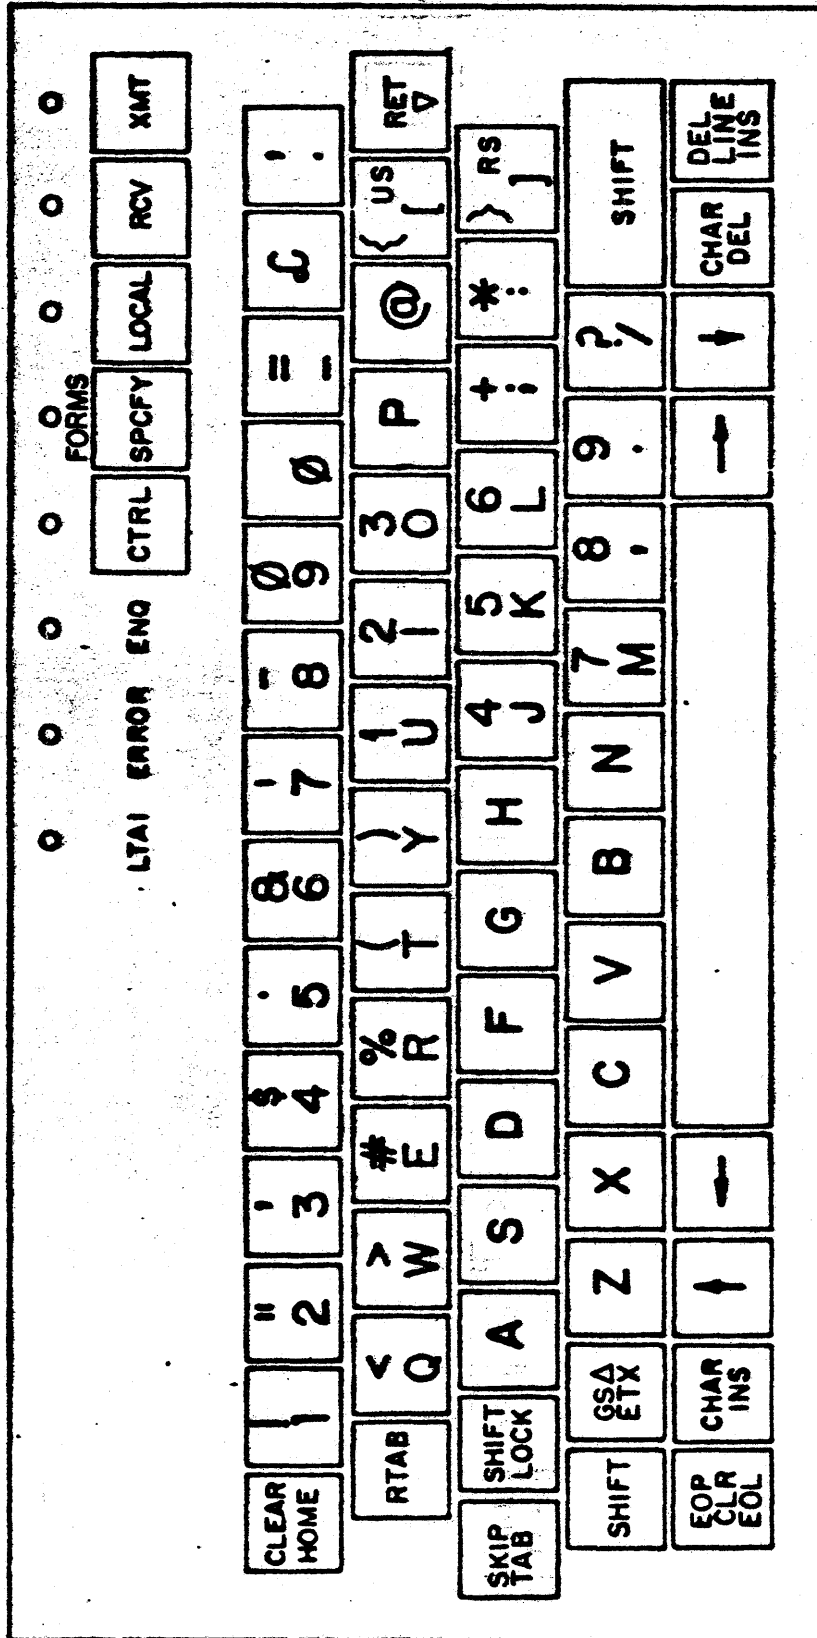 FORMS
LTAI ERROR ENQ CTRL SPCFY LOCAL RCV XMT
CLEAR HOME | 1 " 2 ' 3 $ 4 ' 5 & 6 ' 7 - 8 Ø 9 Ø = - £ ' .
RTAB < Q > W # E % R ( T ) Y 1 U 2 I 3 O P @ { US [ RET ▽
SKIP TAB SHIFT LOCK A S D F G H 4 J 5 K 6 L + ; * : } RS ]
SHIFT GS△ ETX Z X C V B N 7 M 8 , 9 . ? / SHIFT
EOP CLR EOL CHAR INS ↑ ← → ↓ CHAR DEL DEL LINE INS